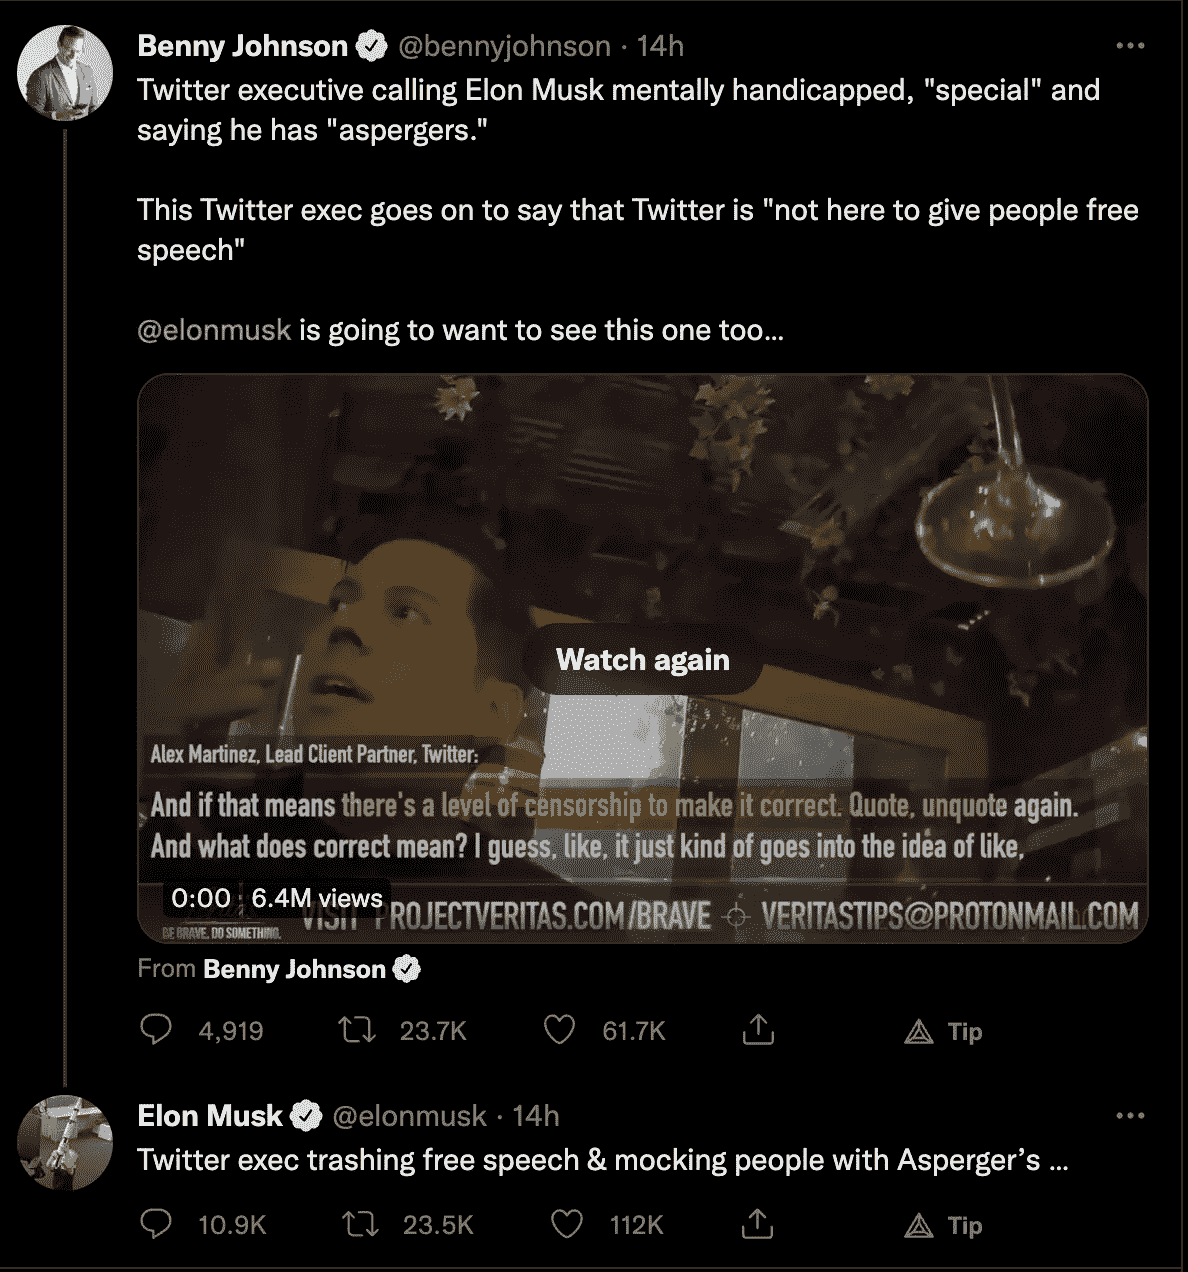 Benny Johnson @bennyjohnson · 14h
Twitter executive calling Elon Musk mentally handicapped, "special" and
saying he has "aspergers."
This Twitter exec goes on to say that Twitter is "not here to give people free
speech"
@elonmusk is going to want to see this one too...
Watch again
Alex Martinez, Lead Client Partner, Twitter:
And if that means there's a level of censorship to make it correct. Quote, unquote again.
And what does correct mean? I guess, like, it just kind of goes into the idea of like,
0:00 · 6.4M views
VISIT PROJECTVERITAS.COM/BRAVE VERITASTIPS@PROTONMAIL.COM
BE BRAVE. DO SOMETHING.
From Benny Johnson
4,919 23.7K 61.7K Tip
Elon Musk @elonmusk · 14h
Twitter exec trashing free speech & mocking people with Asperger’s ...
10.9K 23.5K 112K Tip